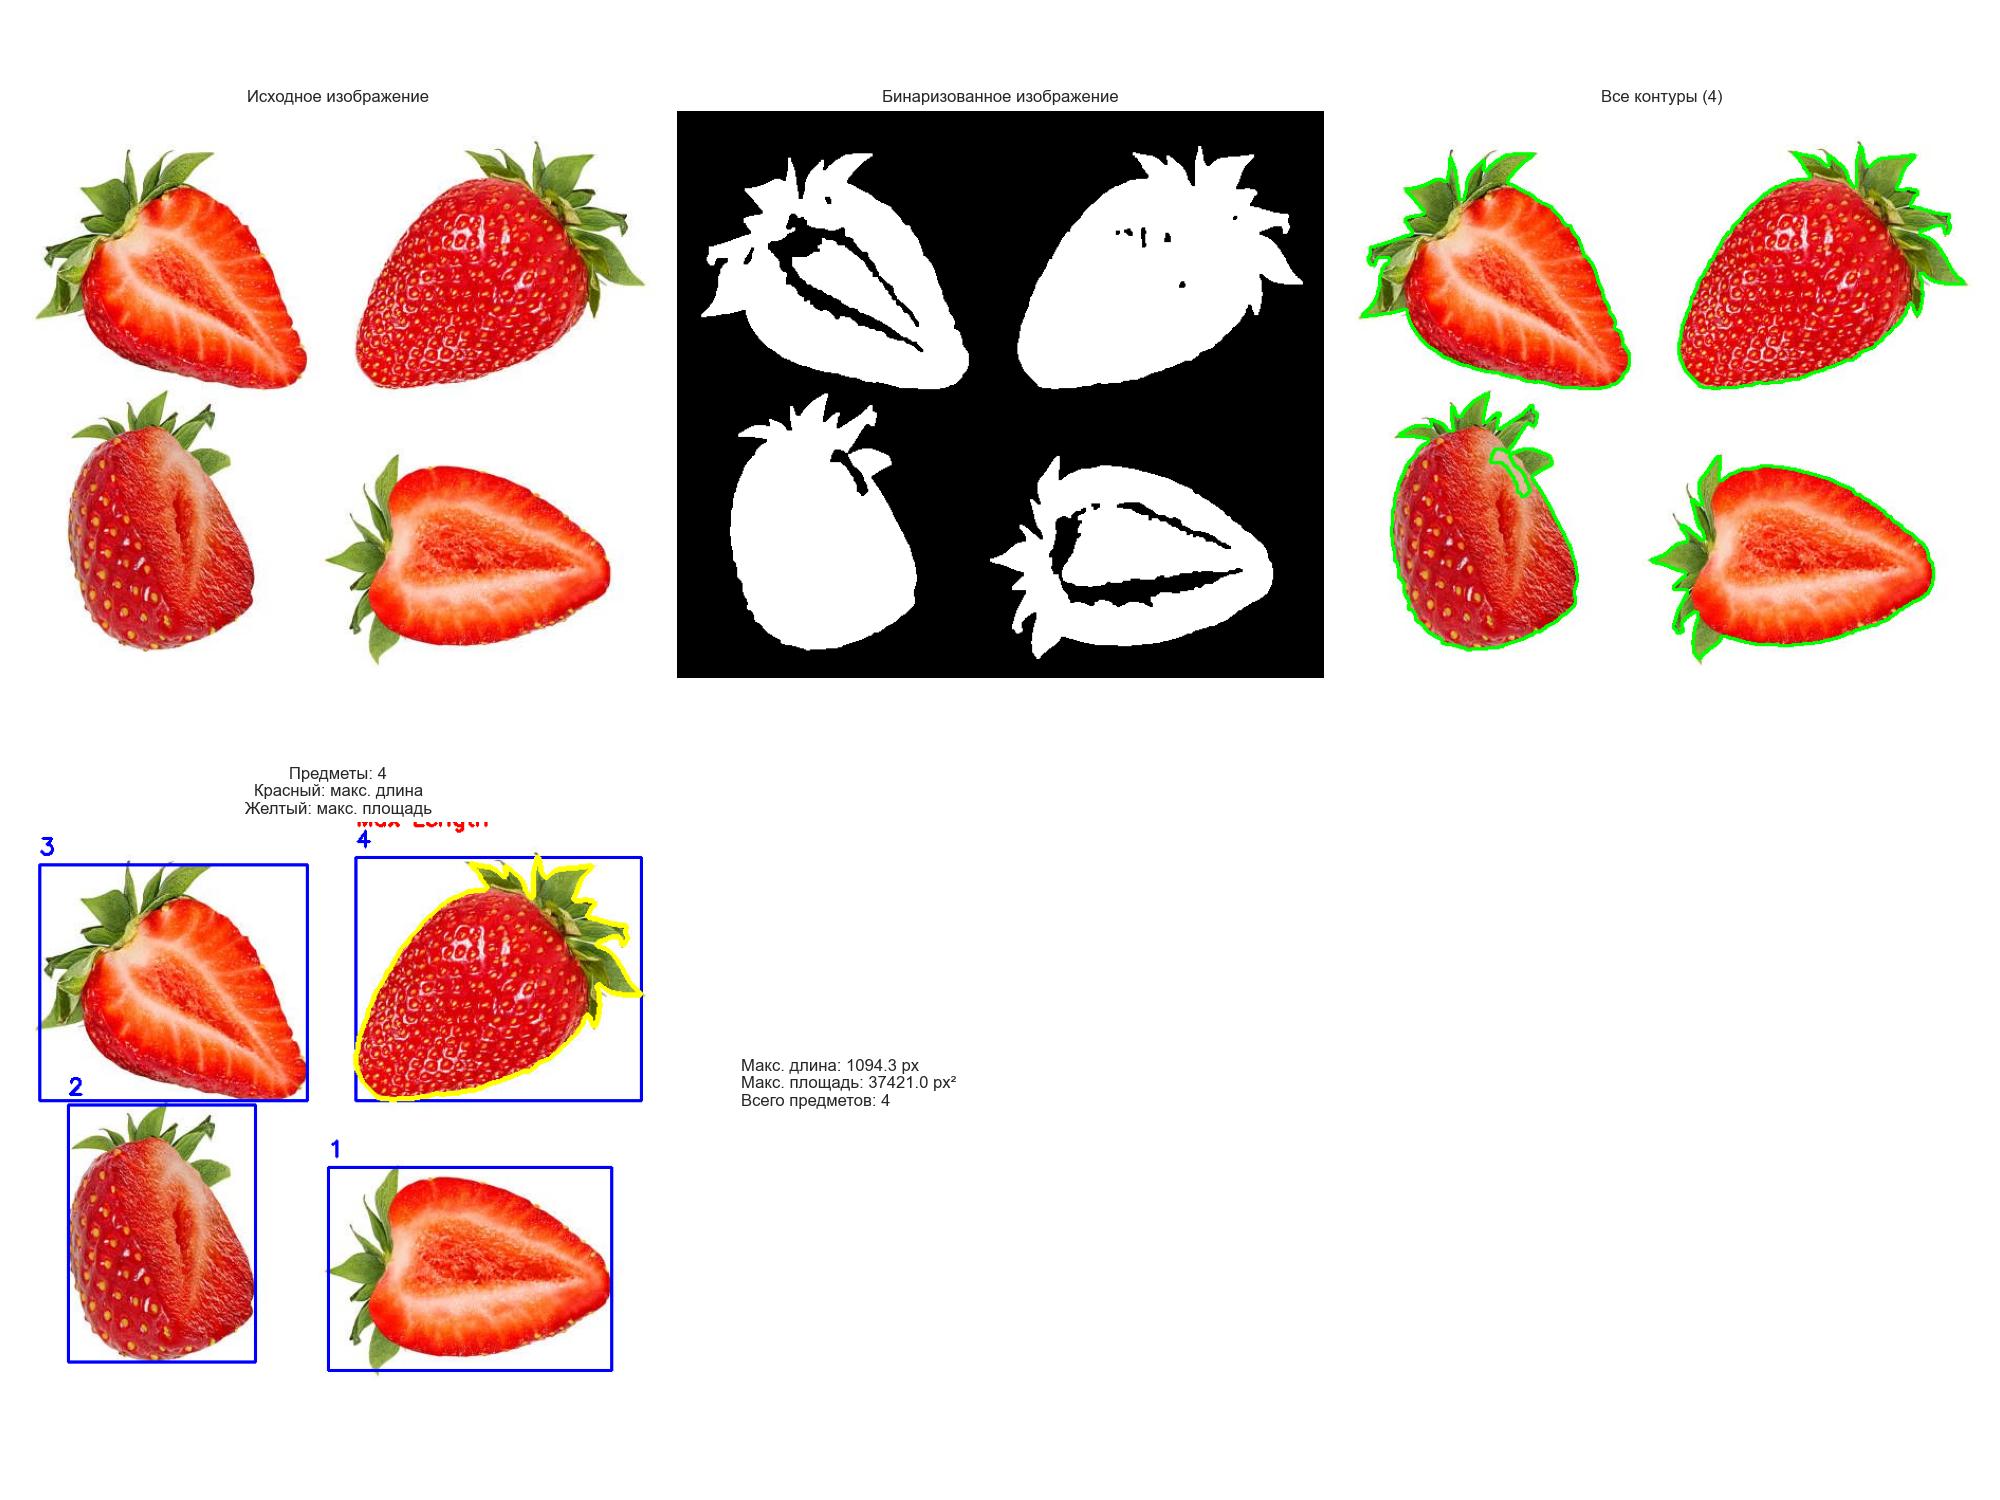 Исходное изображение
Бинаризованное изображение
Все контуры (4)
Предметы: 4
Красный: макс. длина
Желтый: макс. площадь
Max Length
3
4
2
1
Макс. длина: 1094.3 px
Макс. площадь: 37421.0 px²
Всего предметов: 4